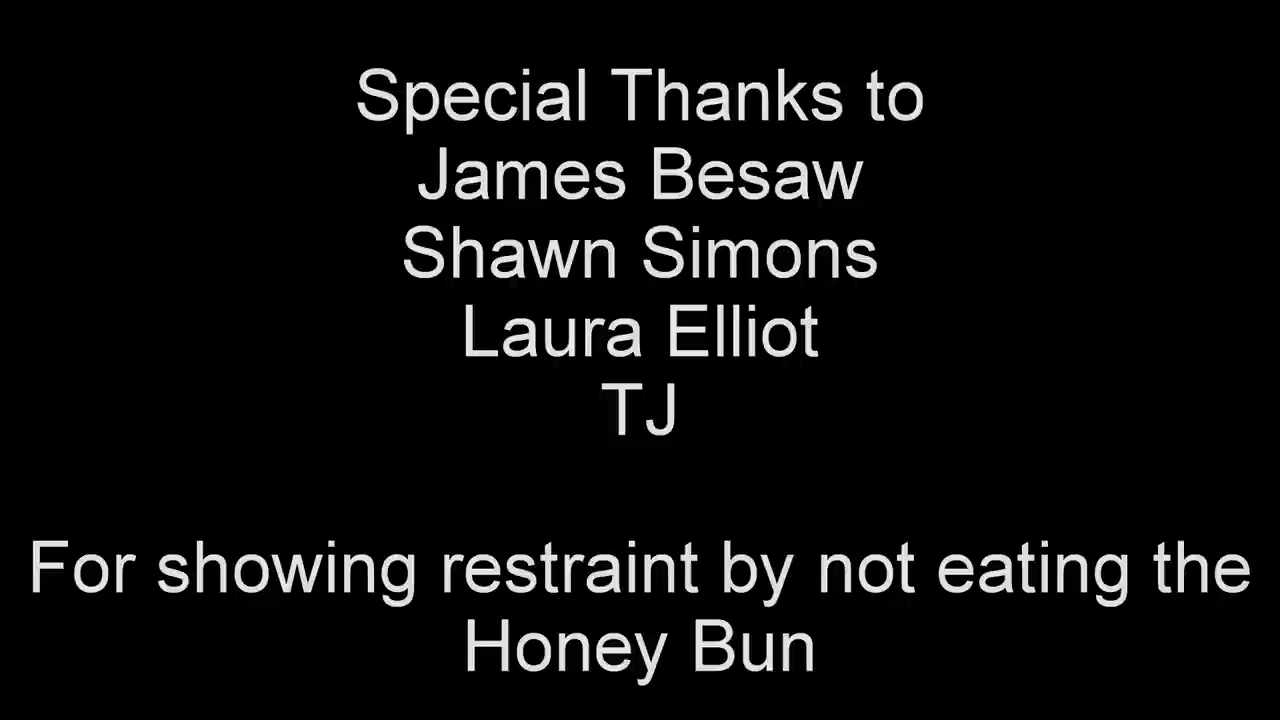 Special Thanks to
James Besaw
Shawn Simons
Laura Elliot
TJ
For showing restraint by not eating the
Honey Bun